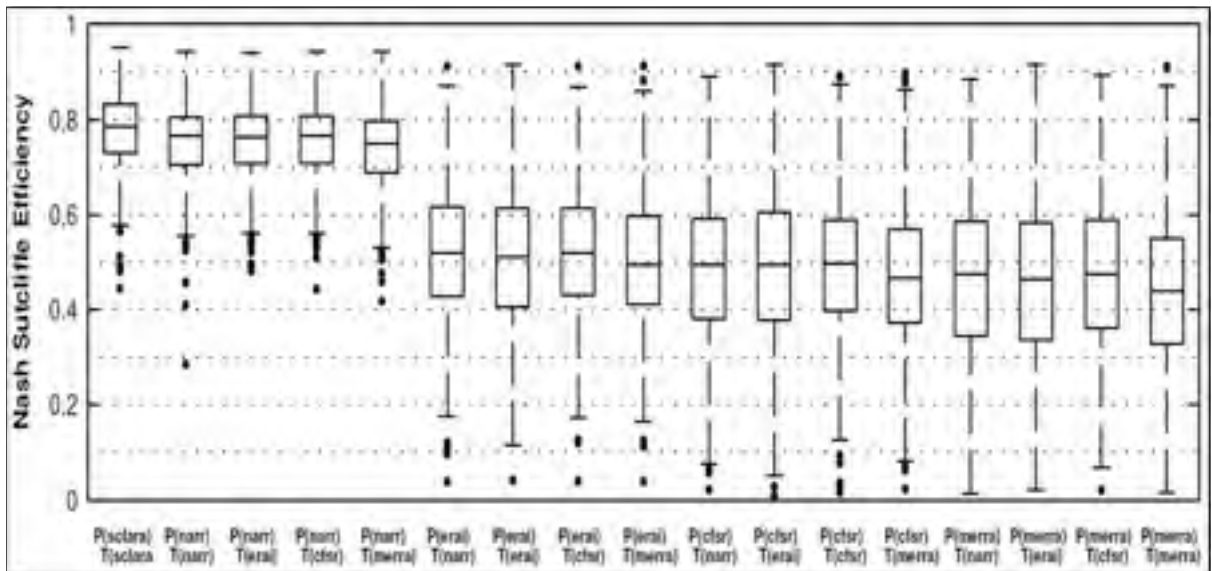 Nash Sutcliffe Efficiency
1
0.8
0.6
0.4
0.2
0
P(sclara) P(narr) P(narr) P(narr) P(narr) P(erai) P(erai) P(erai) P(erai) P(cfsr) P(cfsr) P(cfsr) P(cfsr) P(merra) P(merra) P(merra) P(merra)
T(sclara T(narr) T(erai) T(cfsr) T(merra) T(narr) T(erai) T(cfsr) T(merra) T(narr) T(erai) T(cfsr) T(merra) T(narr) T(erai) T(cfsr) T(merra)